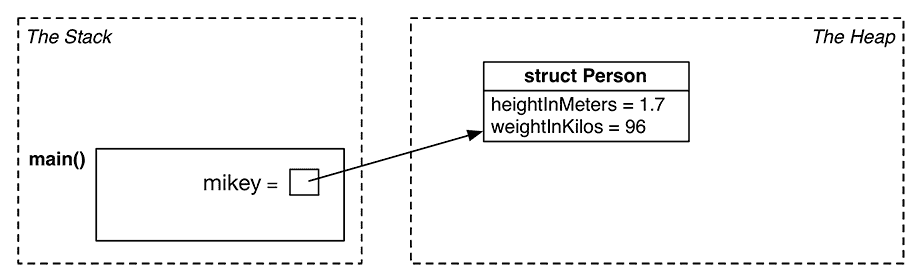 The Stack
The Heap
struct Person
heightInMeters = 1.7
weightInKilos = 96
main()
mikey =